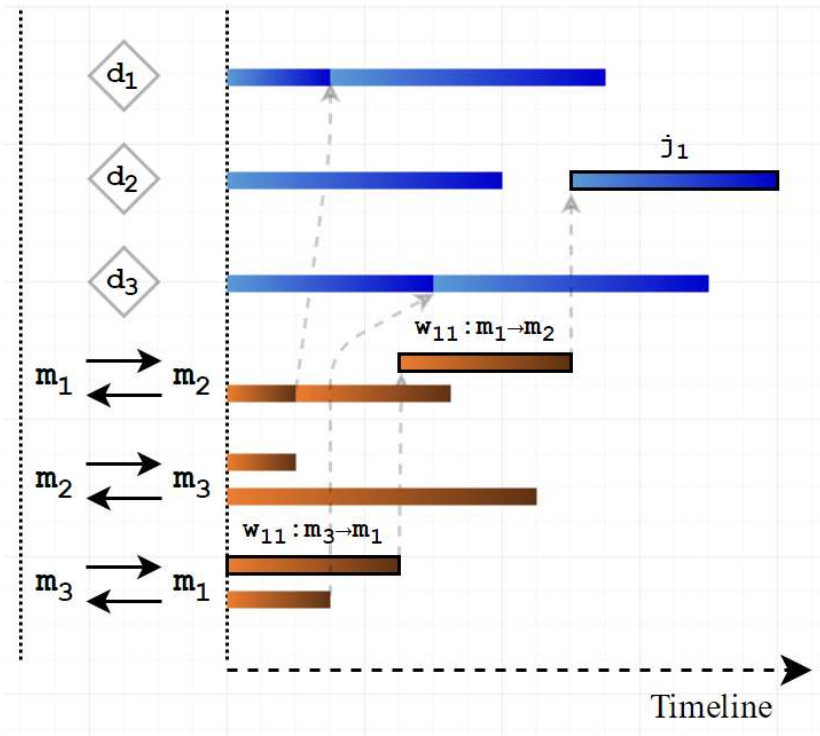 d₁
j₁
d₂
d₃
w₁₁:m₁→m₂
m₁ m₂
m₂ m₃
w₁₁:m₃→m₁
m₃ m₁
Timeline